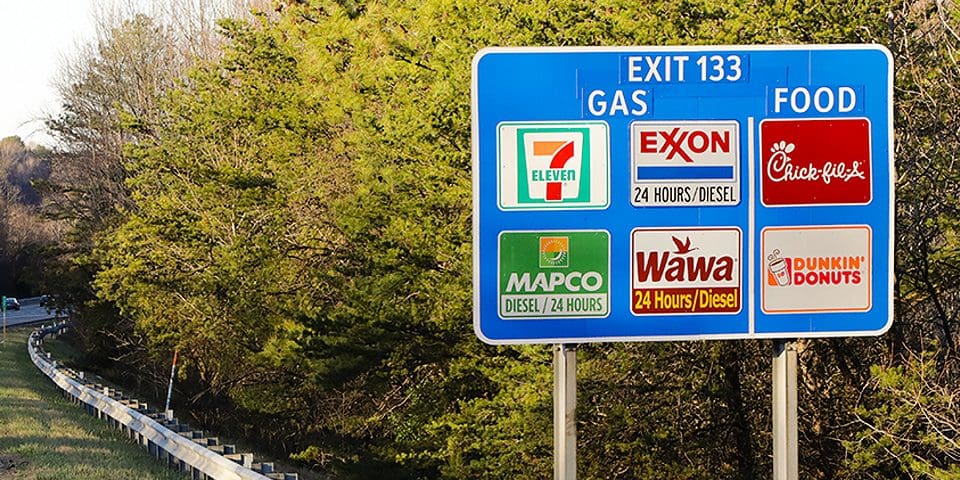 EXIT 133
GAS
FOOD
7
ELEVEN
EXXON
24 HOURS/DIESEL
Chick-fil-A
MAPCO
DIESEL / 24 HOURS
Wawa
24 Hours/Diesel
DUNKIN'
DONUTS